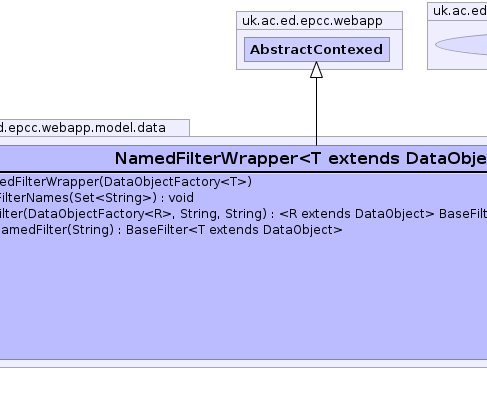 uk.ac.ed.epcc.webapp
uk.ac.ed
AbstractContexed
d.epcc.webapp.model.data
NamedFilterWrapper<T extends DataObje
edFilterWrapper(DataObjectFactory<T>)
FilterNames(Set<String>) : void
ilter(DataObjectFactory<R>, String, String) : <R extends DataObject> BaseFilt
amedFilter(String) : BaseFilter<T extends DataObject>